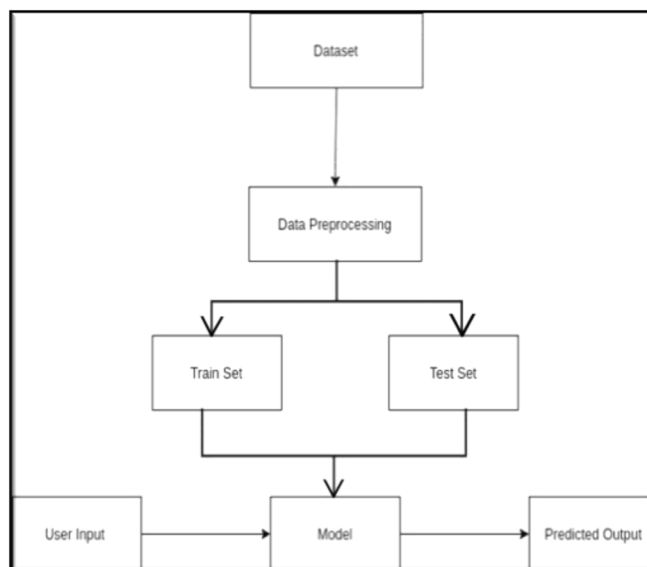 Dataset
Data Preprocessing
Train Set
Test Set
User Input
Model
Predicted Output